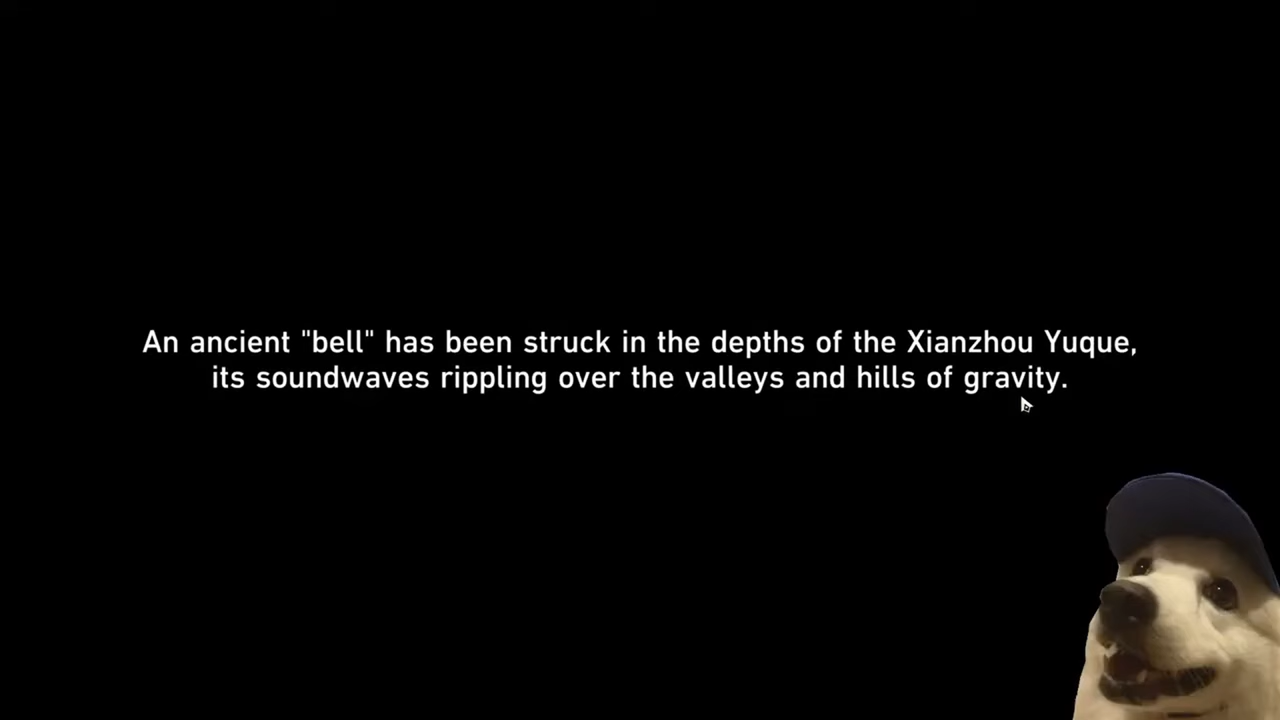 An ancient "bell" has been struck in the depths of the Xianzhou Yuque,
its soundwaves rippling over the valleys and hills of gravity.